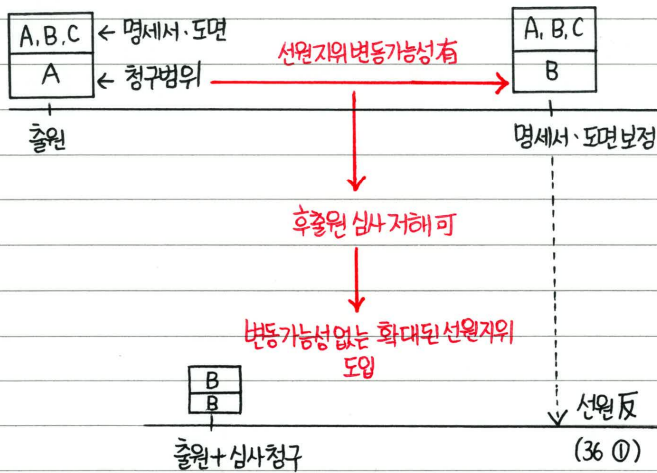 A, B, C ← 명세서·도면
A ← 청구범위
선원지위 변동가능성 有
A, B, C
B
출원
명세서·도면보정
후출원 심사 저해 可
변동가능성 없는 확대된 선원지위
도입
B
B
출원+심사청구
선원 反
(36 ①)